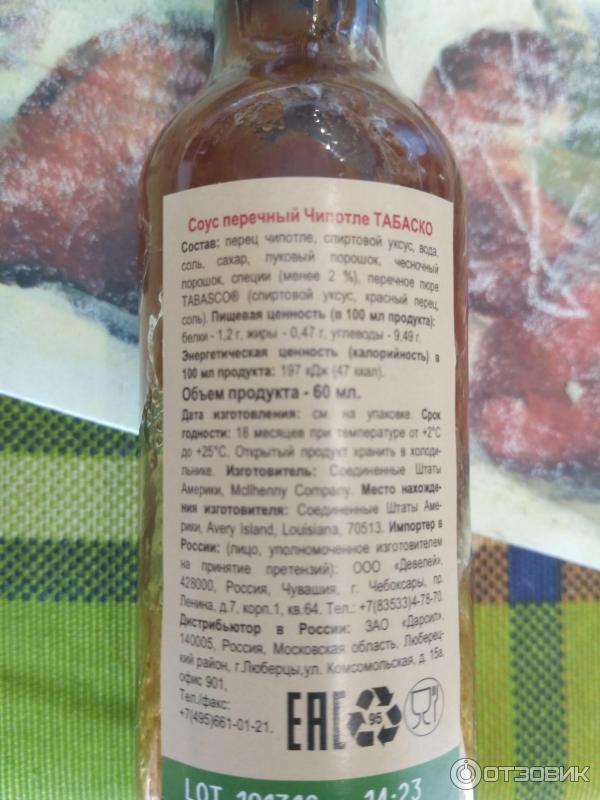 Соус перечный Чипотле ТАБАСКО
Состав: перец чипотле, спиртовой уксус, вода,
соль, сахар, луковый порошок, чесночный
порошок, специи (менее 2 %), перечное пюре
TABASCO® (спиртовой уксус, красный перец,
соль). Пищевая ценность (в 100 мл продукта):
белки - 1,2 г, жиры - 0,47 г, углеводы - 9,49 г.
Энергетическая ценность (калорийность) в
100 мл продукта: 197 кДж (47 ккал).
Объем продукта - 60 мл.
Дата изготовления: см. на упаковке. Срок
годности: 18 месяцев при температуре от +2°С
до +25°С. Открытый продукт хранить в холоди-
льнике. Изготовитель: Соединенные Штаты
Америки, McIlhenny Company. Место нахожде-
ния изготовителя: Соединенные Штаты Аме-
рики, Avery Island, Louisiana, 70513. Импортер в
России: (лицо, уполномоченное изготовителем
на принятие претензий): ООО «Девелей»,
428000, Россия, Чувашия, г. Чебоксары, пр.
Ленина, д.7, корп.1, кв.64. Тел.: +7(83533)4-78-70.
Дистрибьютор в России: ЗАО «Дарсил»,
140005, Россия, Московская область, Люберец-
кий район, г.Люберцы,ул. Комсомольская, д. 15а,
офис 901,
Тел./факс:
+7(495)661-01-21.
EAC
95
LOT 14:23
ОТЗОВИК